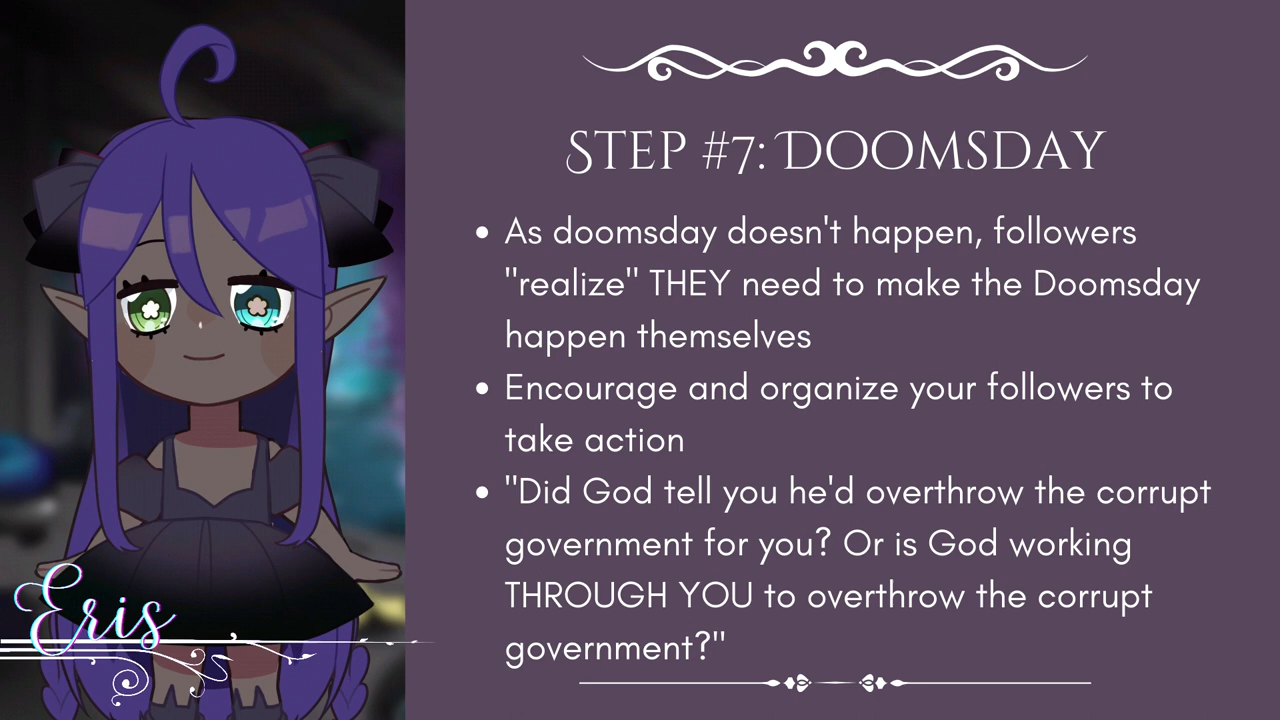 STEP #7: DOOMSDAY
As doomsday doesn't happen, followers
"realize" THEY need to make the Doomsday
happen themselves
Encourage and organize your followers to
take action
"Did God tell you he'd overthrow the corrupt
government for you? Or is God working
THROUGH YOU to overthrow the corrupt
government?"
Eris